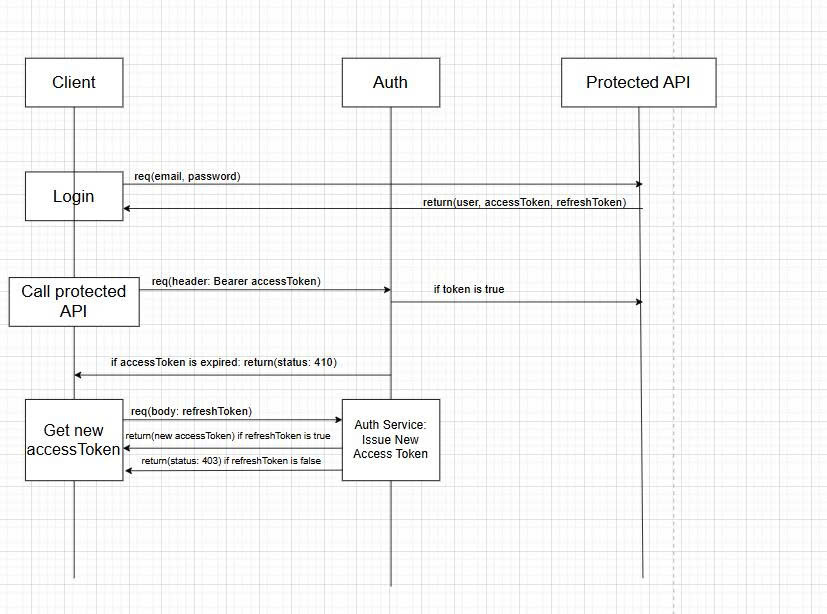 Client
Auth
Protected API
req(email, password)
Login
return(user, accessToken, refreshToken)
Call protected
API
req(header: Bearer accessToken)
if token is true
if accessToken is expired: return(status: 410)
Get new
accessToken
req(body: refreshToken)
return(new accessToken) if refreshToken is true
return(status: 403) if refreshToken is false
Auth Service:
Issue New
Access Token